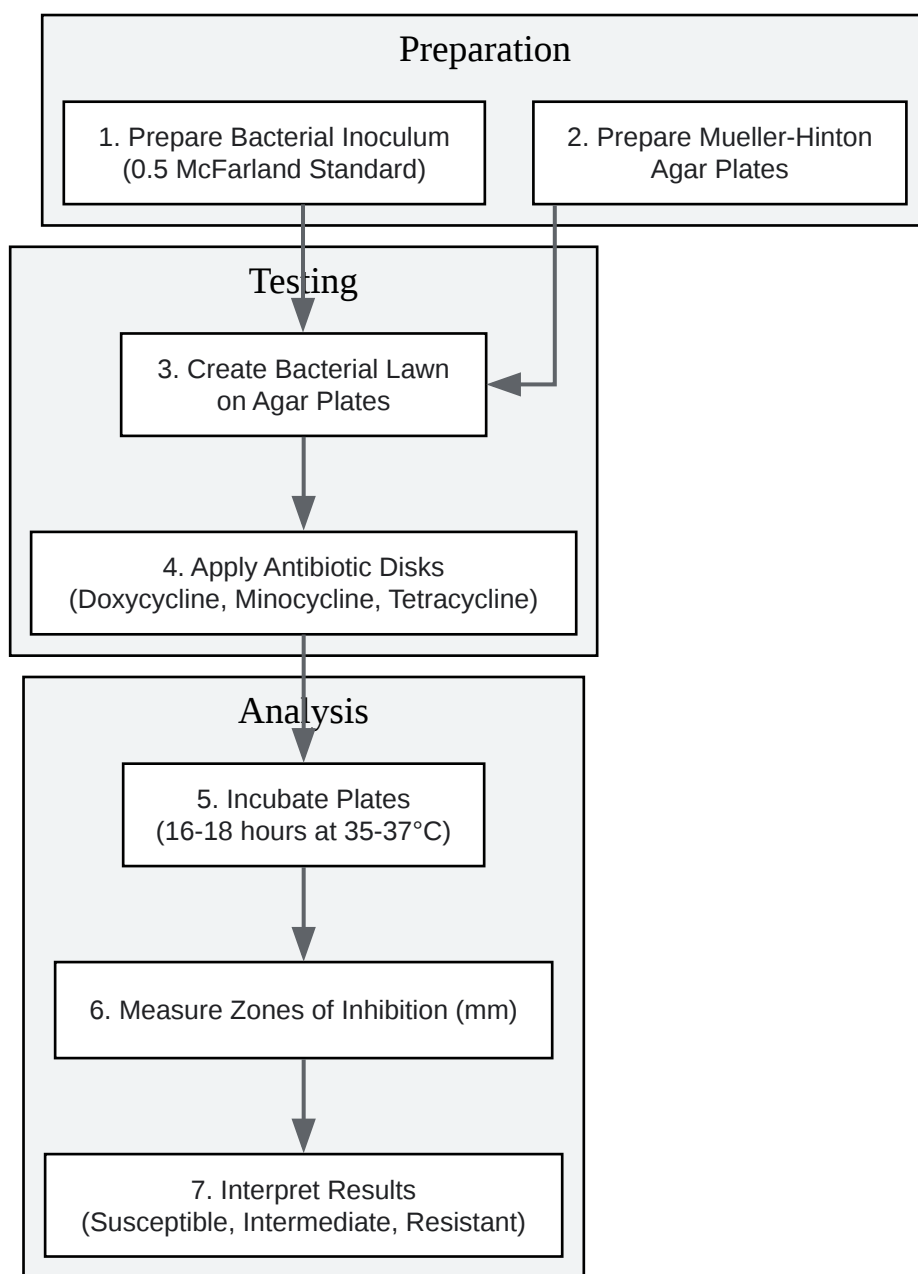 Preparation
1. Prepare Bacterial Inoculum
(0.5 McFarland Standard)
2. Prepare Mueller-Hinton
Agar Plates
Testing
3. Create Bacterial Lawn
on Agar Plates
4. Apply Antibiotic Disks
(Doxycycline, Minocycline, Tetracycline)
Analysis
5. Incubate Plates
(16-18 hours at 35-37°C)
6. Measure Zones of Inhibition (mm)
7. Interpret Results
(Susceptible, Intermediate, Resistant)